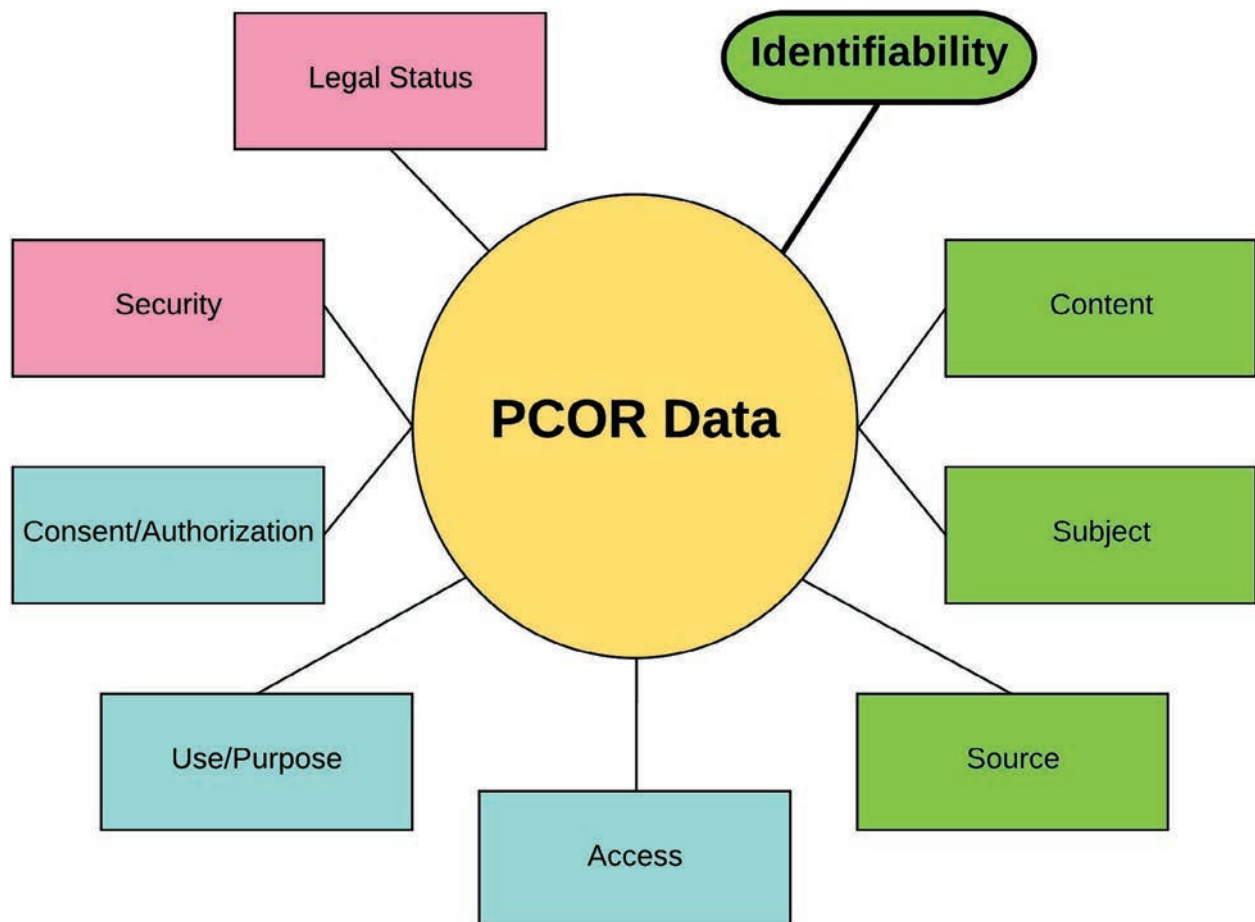 Legal Status
Identifiability
Security
Content
PCOR Data
Consent/Authorization
Subject
Use/Purpose
Source
Access